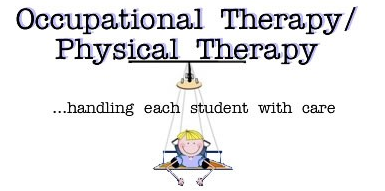 Occupational Therapy/
Physical Therapy
...handling each student with care